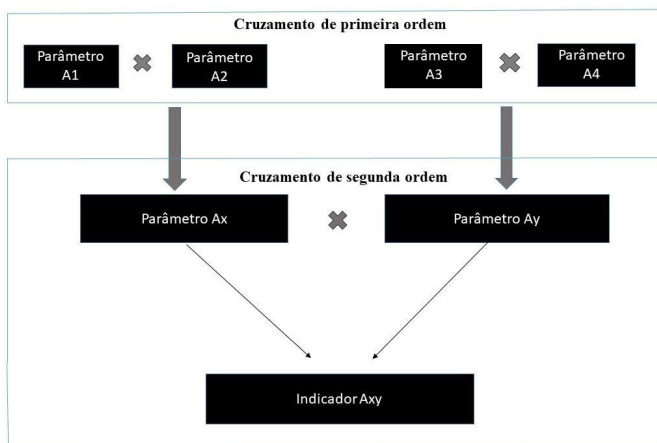 Cruzamento de primeira ordem
Parâmetro
A1
Parâmetro
A2
Parâmetro
A3
Parâmetro
A4
Cruzamento de segunda ordem
Parâmetro Ax
Parâmetro Ay
Indicador Axy